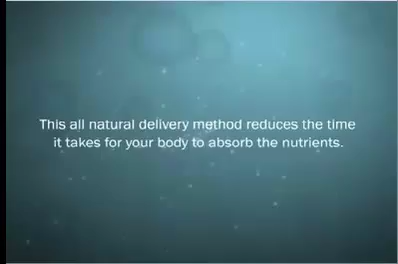 This all natural delivery method reduces the time
it takes for your body to absorb the nutrients.